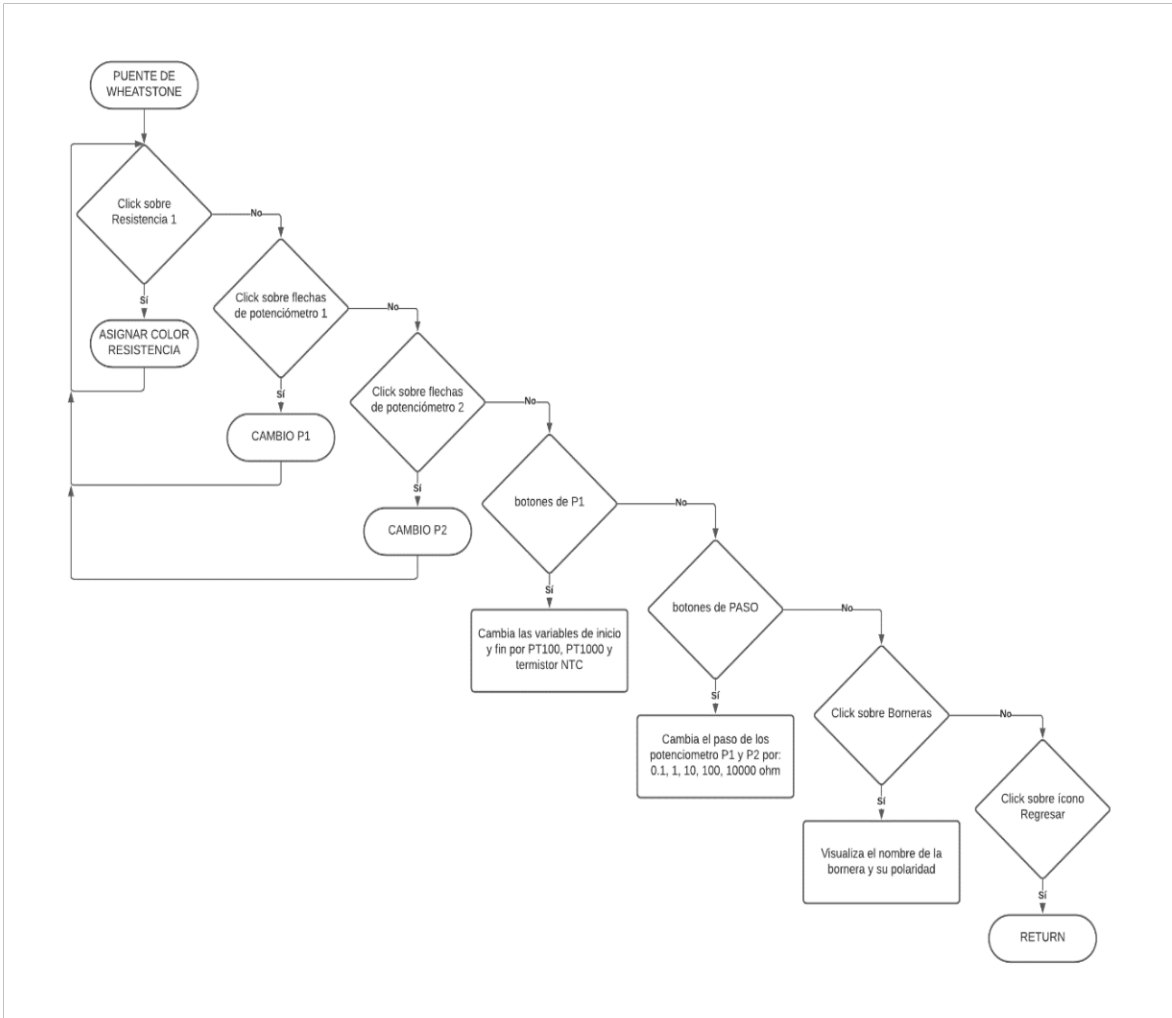 PUENTE DE
WHEATSTONE
Click sobre
Resistencia 1
No
Sí
ASIGNAR COLOR
RESISTENCIA
Click sobre flechas
de potenciómetro 1
No
Sí
CAMBIO P1
Click sobre flechas
de potenciómetro 2
No
Sí
CAMBIO P2
botones de P1
No
Sí
Cambia las variables de inicio
y fin por PT100, PT1000 y
termistor NTC
botones de PASO
No
Sí
Cambia el paso de los
potenciometro P1 y P2 por:
0.1, 1, 10, 100, 10000 ohm
Click sobre Borneras
No
Sí
Visualiza el nombre de la
bornera y su polaridad
Click sobre ícono
Regresar
Sí
RETURN